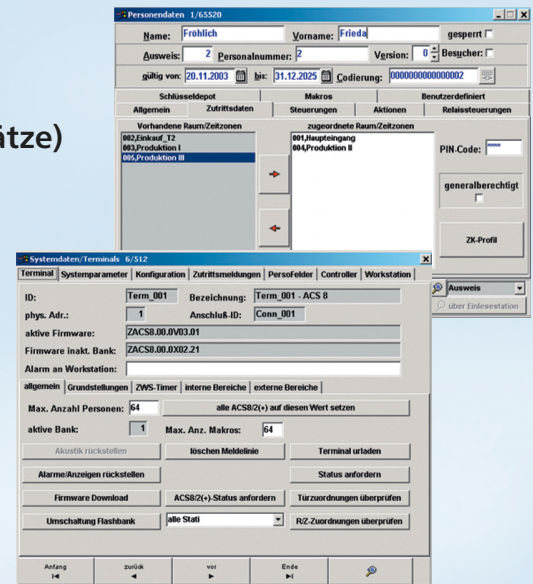 ätze)
Personendaten 1/65520
Name: Fröhlich Vorname: Frieda gesperrt
Ausweis: 2 Personalnummer: 2 Version: 0 Besucher:
gültig von: 20.11.2003 bis: 31.12.2025 Codierung: 0000000000000002
Schlüsseldepot Makros Benutzerdefiniert
Allgemein Zutrittsdaten Steuerungen Aktionen Relaissteuerungen
Vorhandene Raum/Zeitzonen zugeordnete Raum/Zeitzonen
002,Einkauf_T2 001,Haupteingang
003,Produktion I 004,Produktion II
005,Produktion III
PIN-Code: ****
generalberechtigt
ZK-Profil
Ausweis
über Einlesestation
Systemdaten/Terminals 6/512
Terminal Systemparameter Konfiguration Zutrittsmeldungen PersoFelder Controller Workstation
ID: Term_001 Bezeichnung: Term_001 - ACS 8
phys. Adr.: 1 Anschluß-ID: Conn_001
aktive Firmware: ZACS8.00.0V03.01
Firmware inakt. Bank: ZACS8.00.0X02.21
Alarm an Workstation:
allgemein Grundstellungen ZWS-Timer interne Bereiche externe Bereiche
Max. Anzahl Personen: 64 alle ACS8/2(+) auf diesen Wert setzen
aktive Bank: 1 Max. Anz. Makros: 64
Akustik rückstellen löschen Meldelinie Terminal urladen
Alarme/Anzeigen rückstellen Status anfordern
Firmware Download ACS8/2(+)-Status anfordern Türzuordnungen überprüfen
Umschaltung Flashbank alle Stati R/Z-Zuordnungen überprüfen
Anfang zurück vor Ende